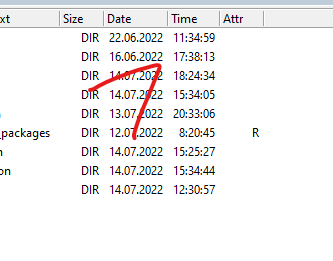 xt Size Date Time Attr
DIR 22.06.2022 11:34:59
DIR 16.06.2022 17:38:13
DIR 14.07.2022 18:24:34
DIR 14.07.2022 15:34:05
DIR 13.07.2022 20:33:06
_packages DIR 12.07.2022 8:20:45 R
DIR 14.07.2022 15:25:27
on DIR 14.07.2022 15:34:44
DIR 14.07.2022 12:30:57